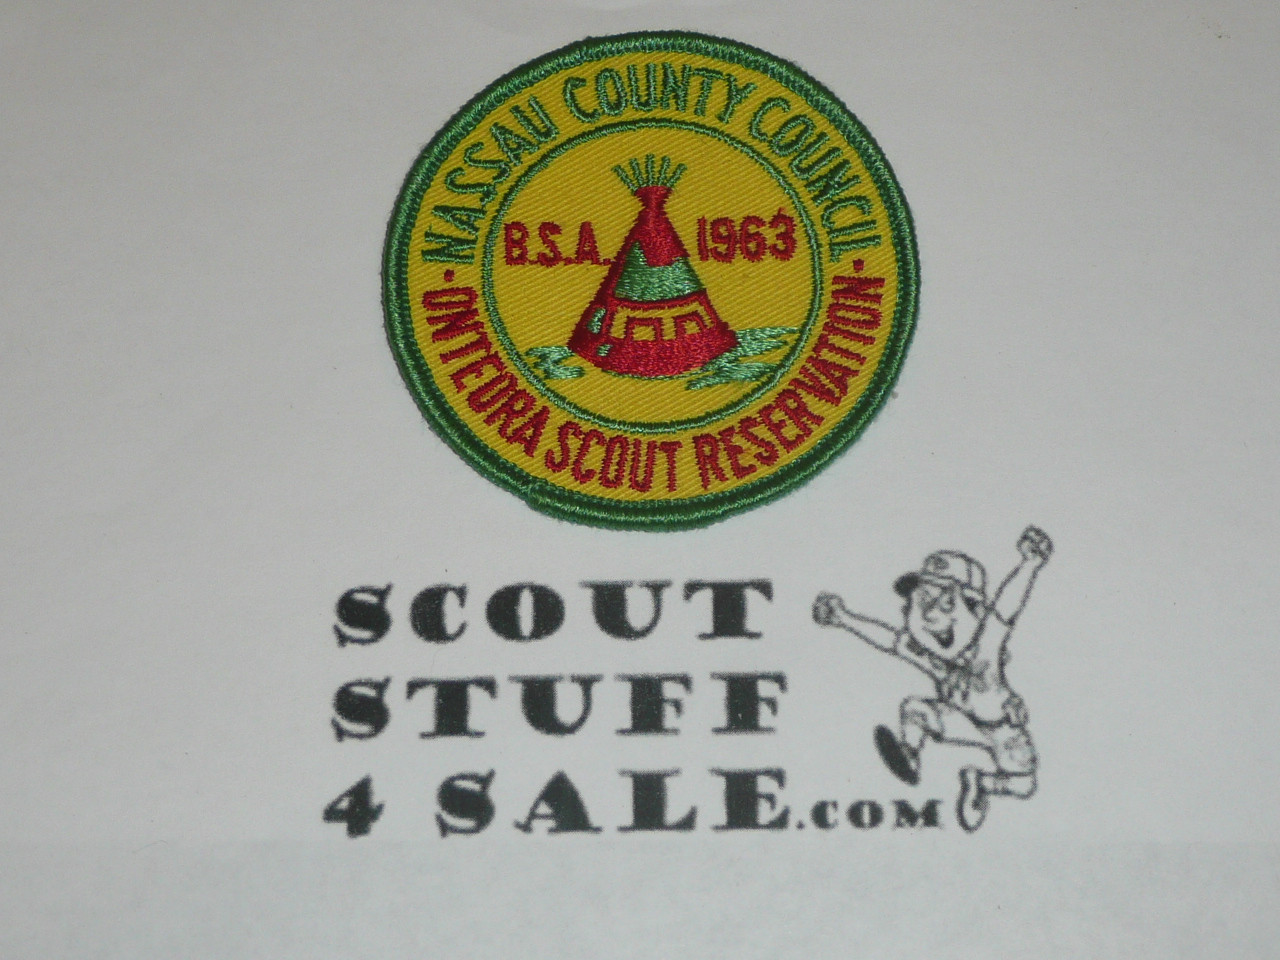 NASSAU COUNTY COUNCIL
B.S.A. 1963
·ONTEORA SCOUT RESERVATION·
SCOUT
STUFF
4 SALE.COM